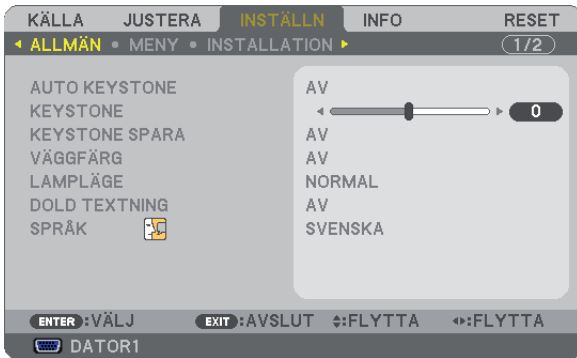 KÄLLA JUSTERA INSTÄLLN INFO RESET
ALLMÄN • MENY • INSTALLATION 1/2
AUTO KEYSTONE AV
KEYSTONE 0
KEYSTONE SPARA AV
VÄGGFÄRG AV
LAMPLÄGE NORMAL
DOLD TEXTNING AV
SPRÅK SVENSKA
ENTER :VÄLJ EXIT :AVSLUT :FLYTTA :FLYTTA
DATOR1